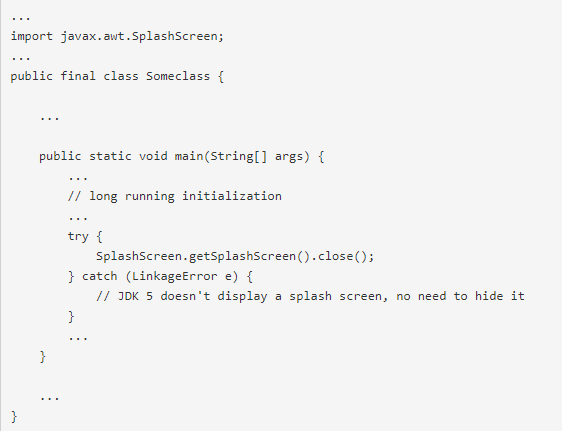 ...
import javax.awt.SplashScreen;
...
public final class Someclass {
    ...
    public static void main(String[] args) {
        ...
        // long running initialization
        ...
        try {
            SplashScreen.getSplashScreen().close();
        } catch (LinkageError e) {
            // JDK 5 doesn't display a splash screen, no need to hide it
        }
        ...
    }
    ...
}